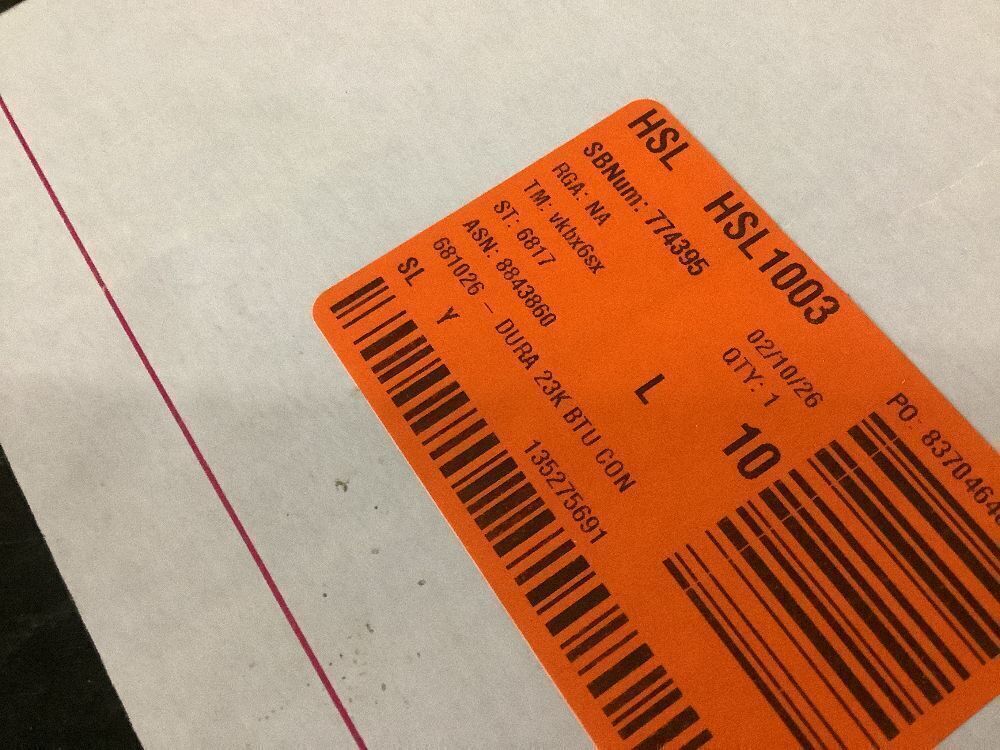 HSL HSL1003
SBNum: 774395
RGA: NA
02/10/26
TM: vkbx6sx
QTY: 1
ST: 6817
ASN: 8843860
L
10
681026 - DURA 23K BTU CON
SL Y
135275691
PO: